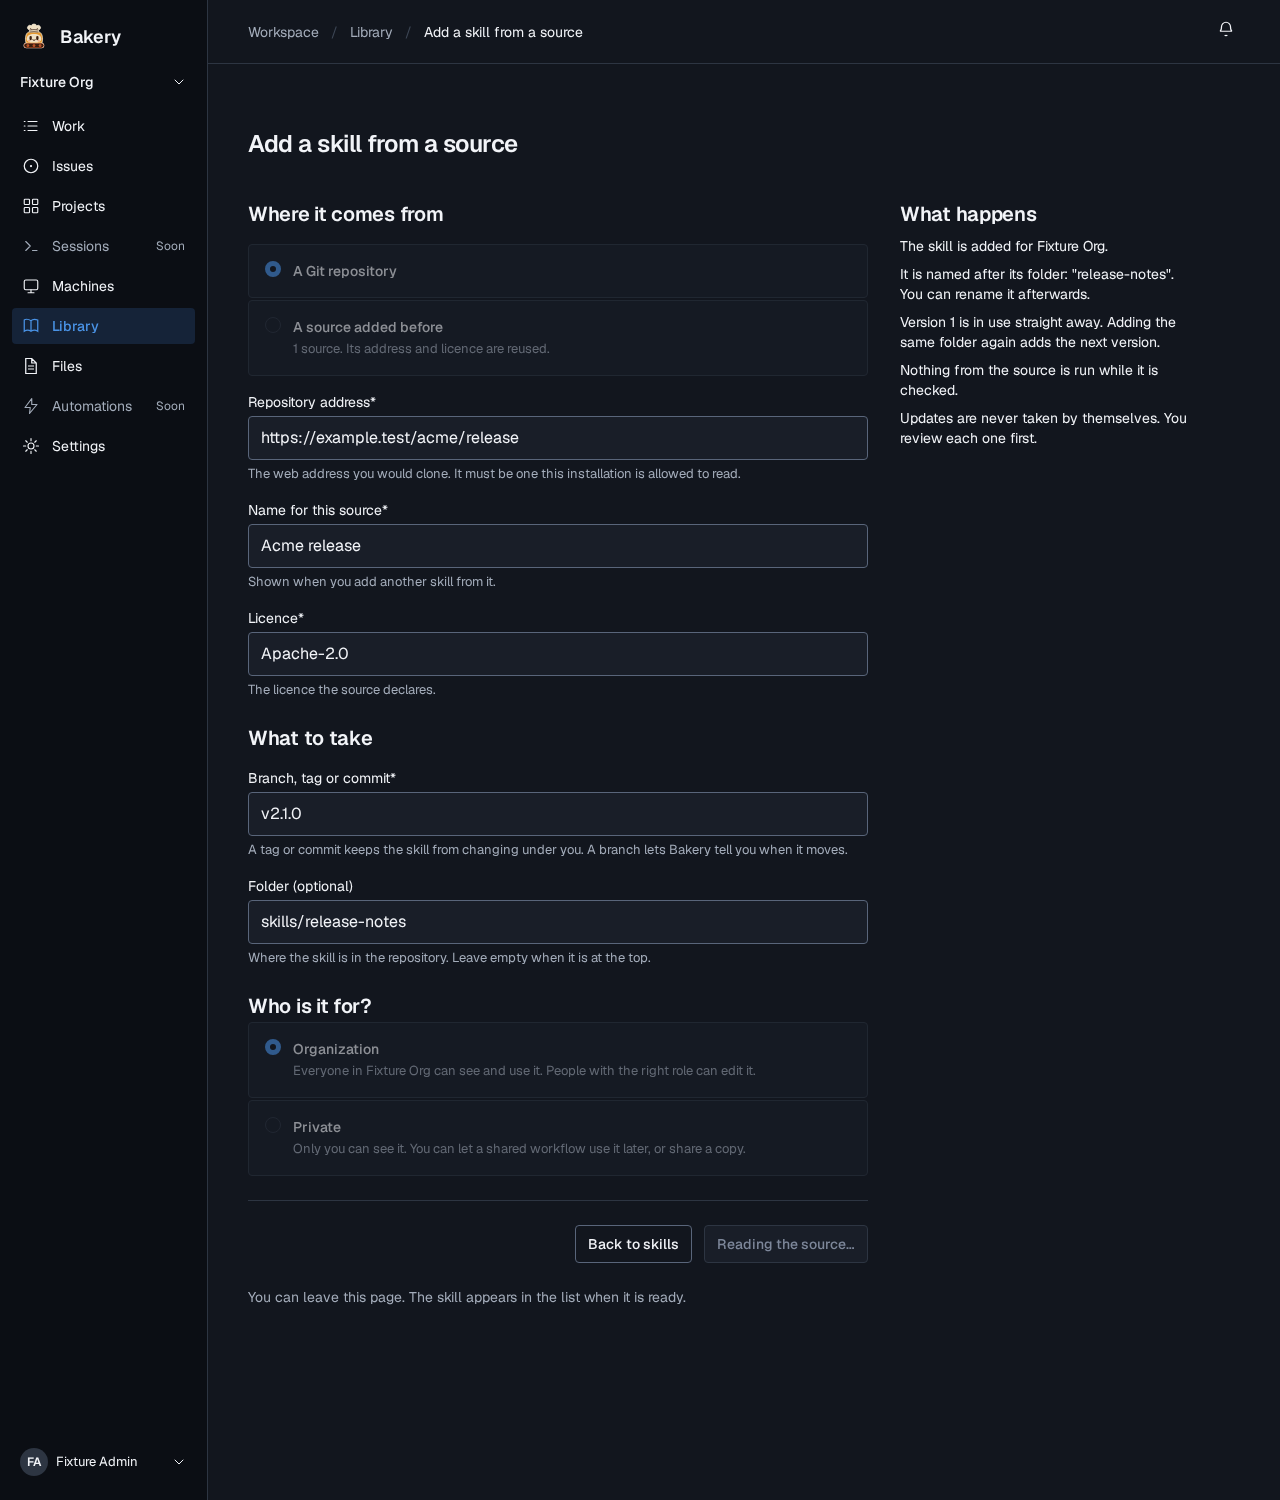 Bakery
Fixture Org
Work
Issues
Projects
Sessions Soon
Machines
Library
Files
Automations Soon
Settings
FA Fixture Admin
Workspace / Library / Add a skill from a source
Add a skill from a source
Where it comes from
A Git repository
A source added before
1 source. Its address and licence are reused.
Repository address*
https://example.test/acme/release
The web address you would clone. It must be one this installation is allowed to read.
Name for this source*
Acme release
Shown when you add another skill from it.
Licence*
Apache-2.0
The licence the source declares.
What to take
Branch, tag or commit*
v2.1.0
A tag or commit keeps the skill from changing under you. A branch lets Bakery tell you when it moves.
Folder (optional)
skills/release-notes
Where the skill is in the repository. Leave empty when it is at the top.
Who is it for?
Organization
Everyone in Fixture Org can see and use it. People with the right role can edit it.
Private
Only you can see it. You can let a shared workflow use it later, or share a copy.
Back to skills
Reading the source...
You can leave this page. The skill appears in the list when it is ready.
What happens
The skill is added for Fixture Org.
It is named after its folder: "release-notes".
You can rename it afterwards.
Version 1 is in use straight away. Adding the
same folder again adds the next version.
Nothing from the source is run while it is
checked.
Updates are never taken by themselves. You
review each one first.